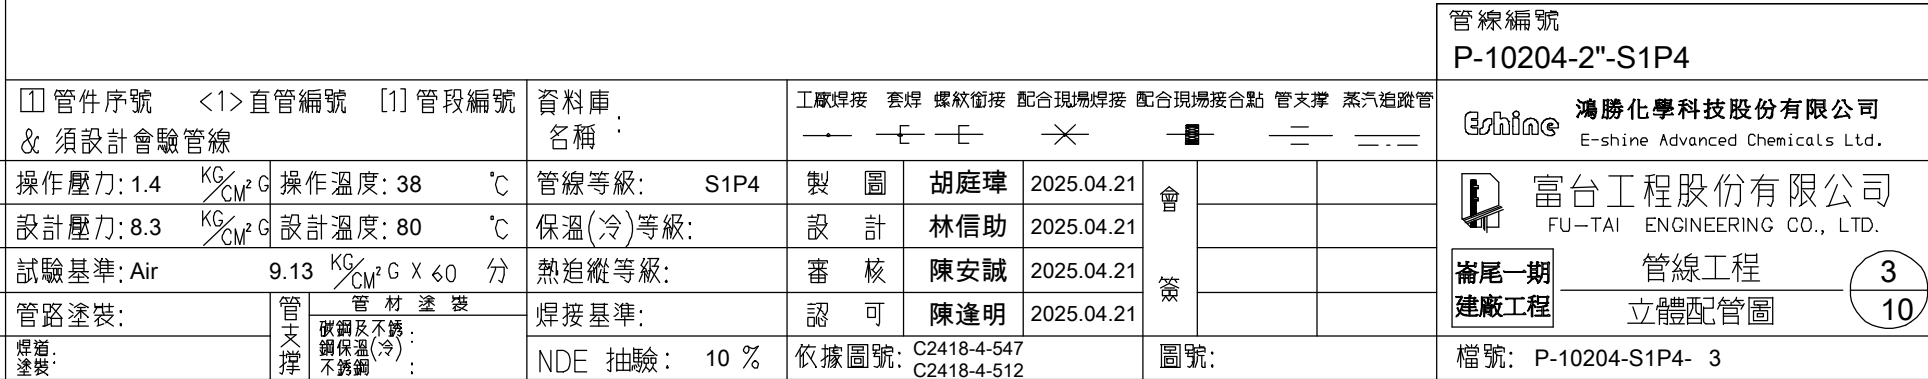 管線編號
P-10204-2"-S1P4
1 管件序號 <1>直管編號 [1]管段編號
& 須設計會驗管線
資料庫
名稱 :
工廠焊接 套焊 螺紋銜接 配合現場焊接 配合現場接合點 管支撐 蒸汽追蹤管
Eshine 鴻勝化學科技股份有限公司
E-shine Advanced Chemicals Ltd.
操作壓力: 1.4 KG/CM² G 操作溫度: 38 °C 管線等級: S1P4 製圖 胡庭瑋 2025.04.21
設計壓力: 8.3 KG/CM² G 設計溫度: 80 °C 保溫(冷)等級: 設計 林信助 2025.04.21
試驗基準: Air 9.13 KG/CM² G X 60 分 熱追縱等級: 審核 陳安誠 2025.04.21
管路塗裝: 管支撐 管材塗裝 焊接基準: 認可 陳逢明 2025.04.21
會簽
富台工程股份有限公司
FU-TAI ENGINEERING CO., LTD.
崙尾一期
建廠工程
管線工程
立體配管圖
3
10
焊道:
塗裝:
碳鋼及不銹:
鋼保溫(冷)
不銹鋼 :
NDE 抽驗: 10 %
依據圖號: C2418-4-547
C2418-4-512
圖號:
檔號: P-10204-S1P4- 3